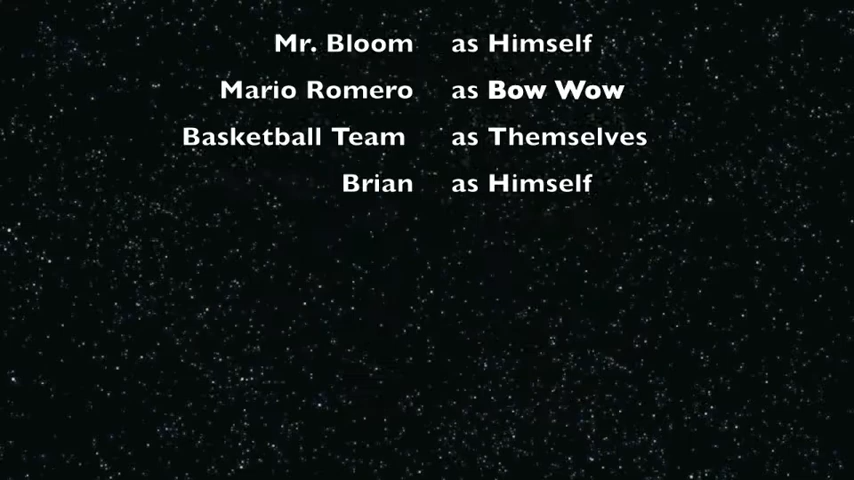 Mr. Bloom as Himself
Mario Romero as Bow Wow
Basketball Team as Themselves
Brian as Himself